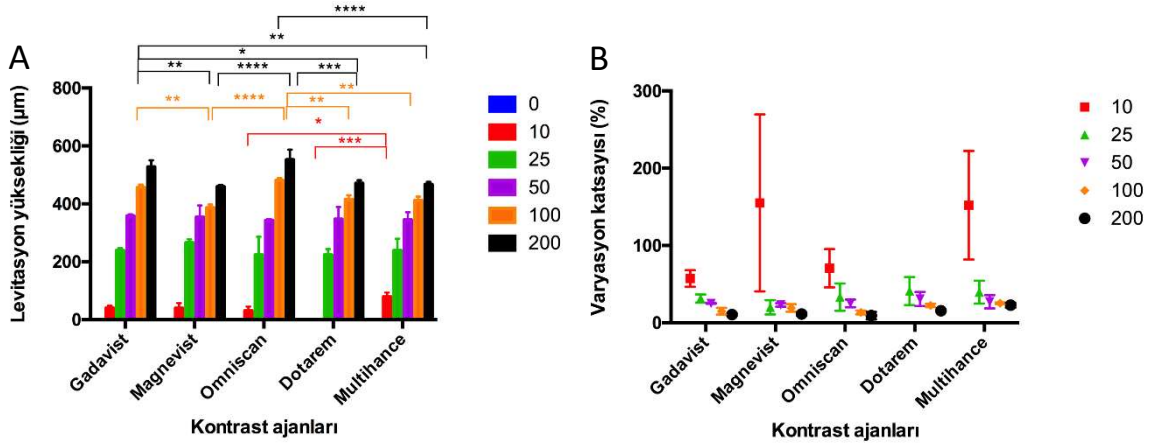 A
****
**
*
**
****
***
**
****
**
**
*
***
Levitasyon yüksekliği (µm)
800
600
400
200
0
Gadavist
Magnevist
Omniscan
Dotarem
Multihance
Kontrast ajanları
0
10
25
50
100
200
B
Varyasyon katsayısı (%)
300
200
100
0
Gadavist
Magnevist
Omniscan
Dotarem
Multihance
Kontrast ajanları
10
25
50
100
200